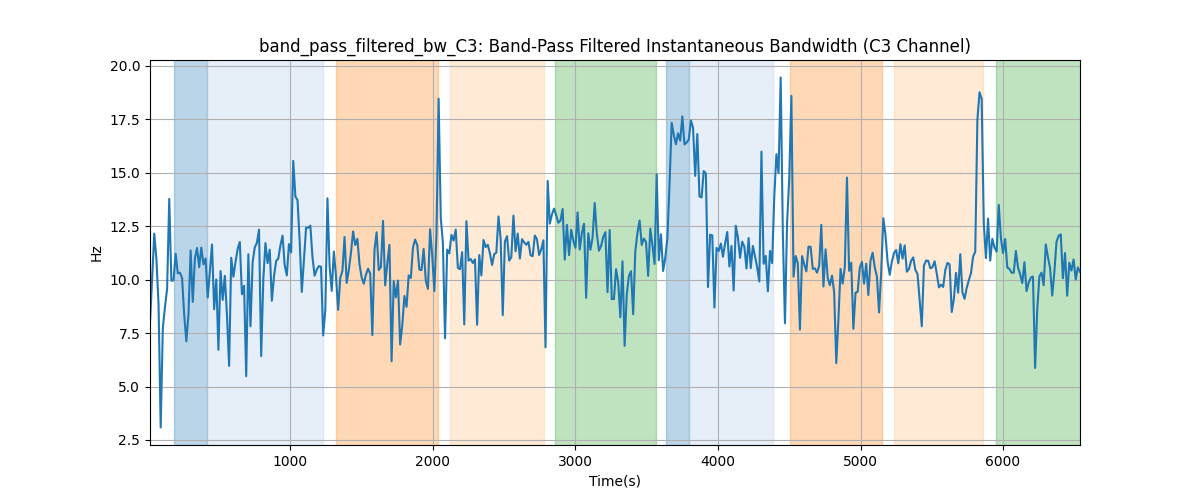 band_pass_filtered_bw_C3: Band-Pass Filtered Instantaneous Bandwidth (C3 Channel)
20.0
17.5
15.0
12.5
10.0
7.5
5.0
2.5
Hz
1000 2000 3000 4000 5000 6000
Time(s)